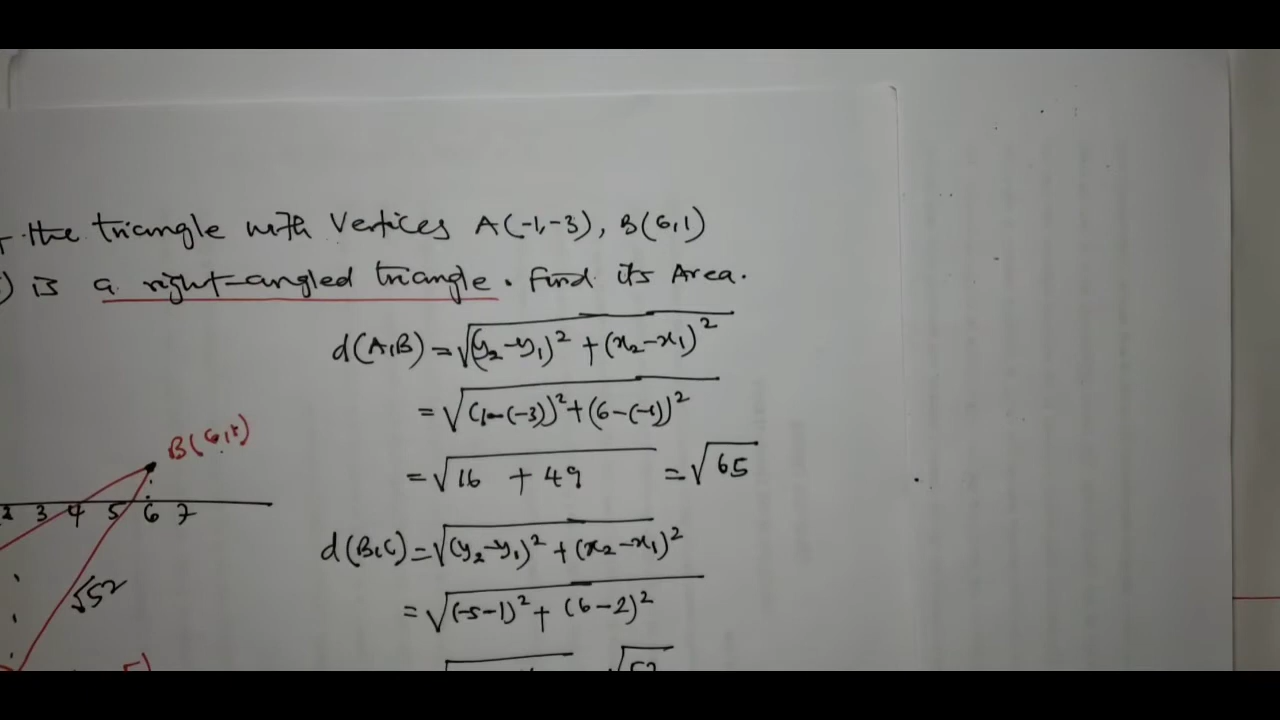 the triangle with Vertices A(-1,-3), B(6,1)
) is a right-angled triangle. Find its Area.
d(A,B) = √(y₂-y₁)² + (x₂-x₁)²
= √(1-(-3))² + (6-(-1))²
= √16 + 49 = √65
B(6,1)
2 3 4 5 6 7
d(B,C) = √(y₂-y₁)² + (x₂-x₁)²
√52
= √(-5-1)² + (6-2)²
√52